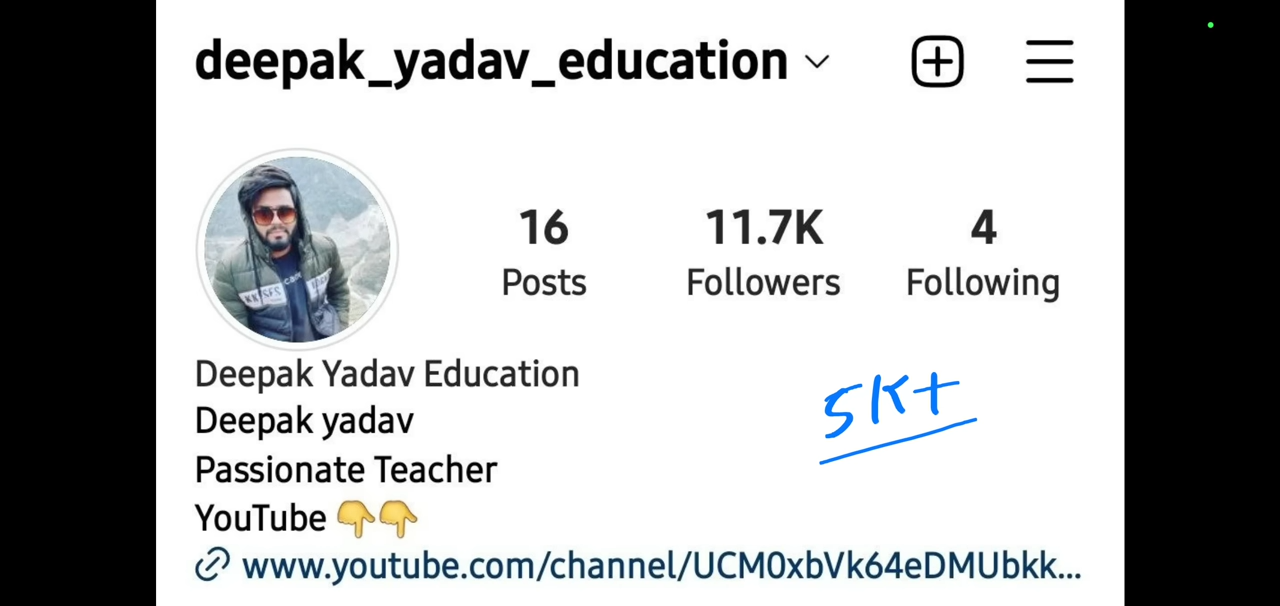 deepak_yadav_education
16 11.7K 4
Posts Followers Following
Deepak Yadav Education
Deepak yadav
5K+
Passionate Teacher
YouTube 👇👇
www.youtube.com/channel/UCM0xbVk64eDMUbkk...